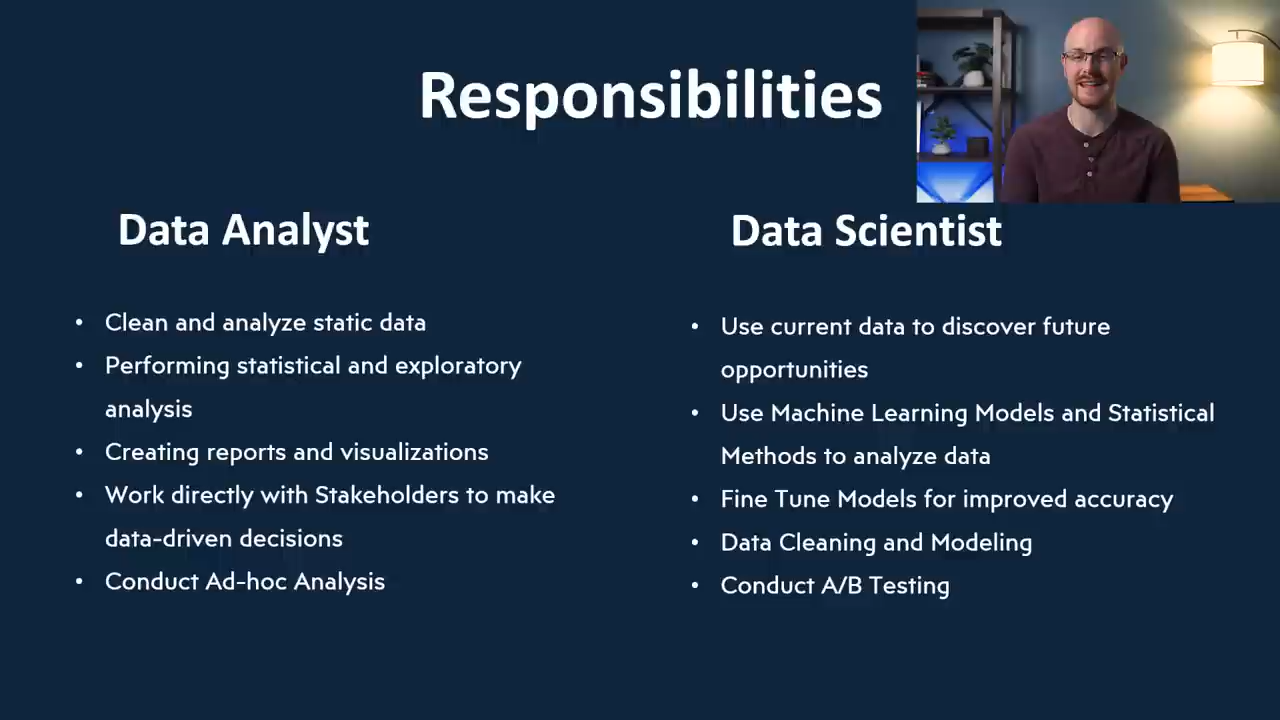 Responsibilities
Data Analyst
• Clean and analyze static data
• Performing statistical and exploratory
analysis
• Creating reports and visualizations
• Work directly with Stakeholders to make
data-driven decisions
• Conduct Ad-hoc Analysis
Data Scientist
• Use current data to discover future
opportunities
• Use Machine Learning Models and Statistical
Methods to analyze data
• Fine Tune Models for improved accuracy
• Data Cleaning and Modeling
• Conduct A/B Testing